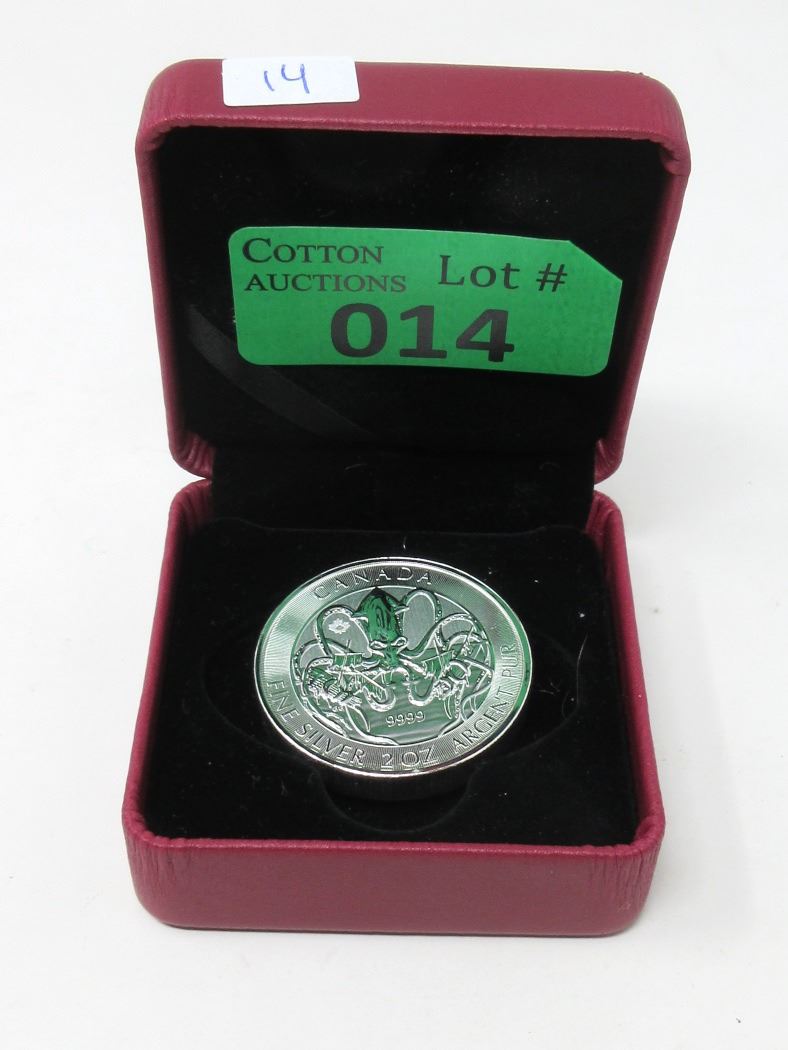 14
COTTON
AUCTIONS
Lot #
014
CANADA
9999
FINE SILVER 2 OZ ARGENT PUR